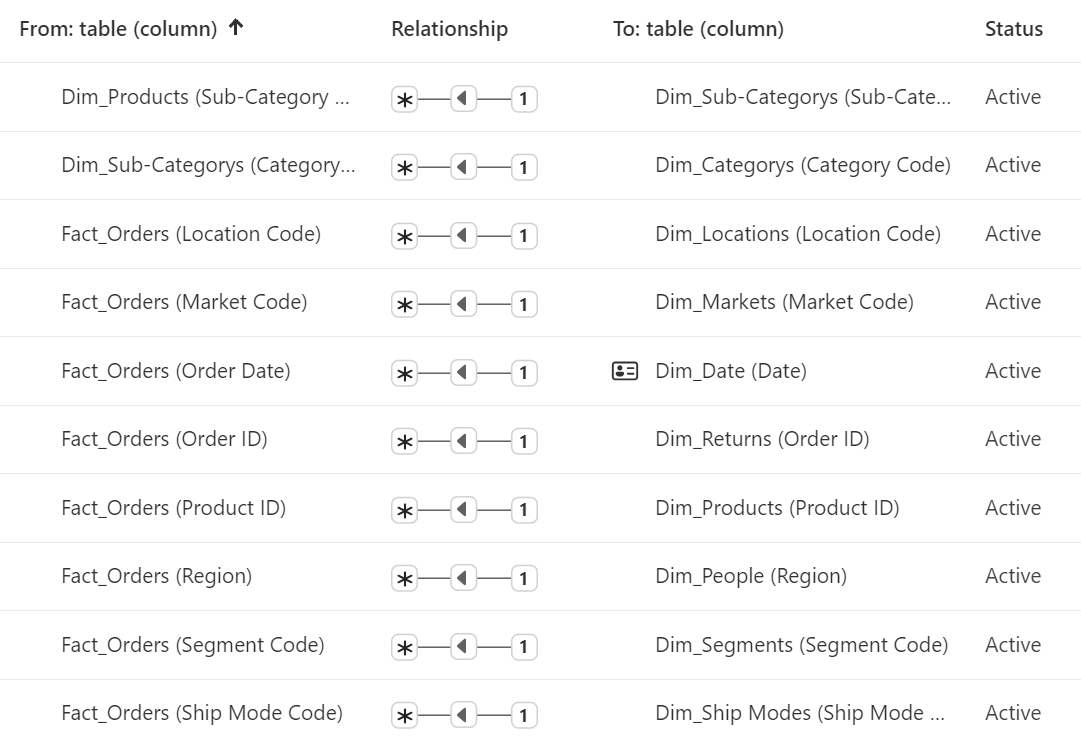 From: table (column) ↑ Relationship To: table (column) Status
Dim_Products (Sub-Category ... * 1 Dim_Sub-Categorys (Sub-Cate... Active
Dim_Sub-Categorys (Category... * 1 Dim_Categorys (Category Code) Active
Fact_Orders (Location Code) * 1 Dim_Locations (Location Code) Active
Fact_Orders (Market Code) * 1 Dim_Markets (Market Code) Active
Fact_Orders (Order Date) * 1 Dim_Date (Date) Active
Fact_Orders (Order ID) * 1 Dim_Returns (Order ID) Active
Fact_Orders (Product ID) * 1 Dim_Products (Product ID) Active
Fact_Orders (Region) * 1 Dim_People (Region) Active
Fact_Orders (Segment Code) * 1 Dim_Segments (Segment Code) Active
Fact_Orders (Ship Mode Code) * 1 Dim_Ship Modes (Ship Mode ... Active